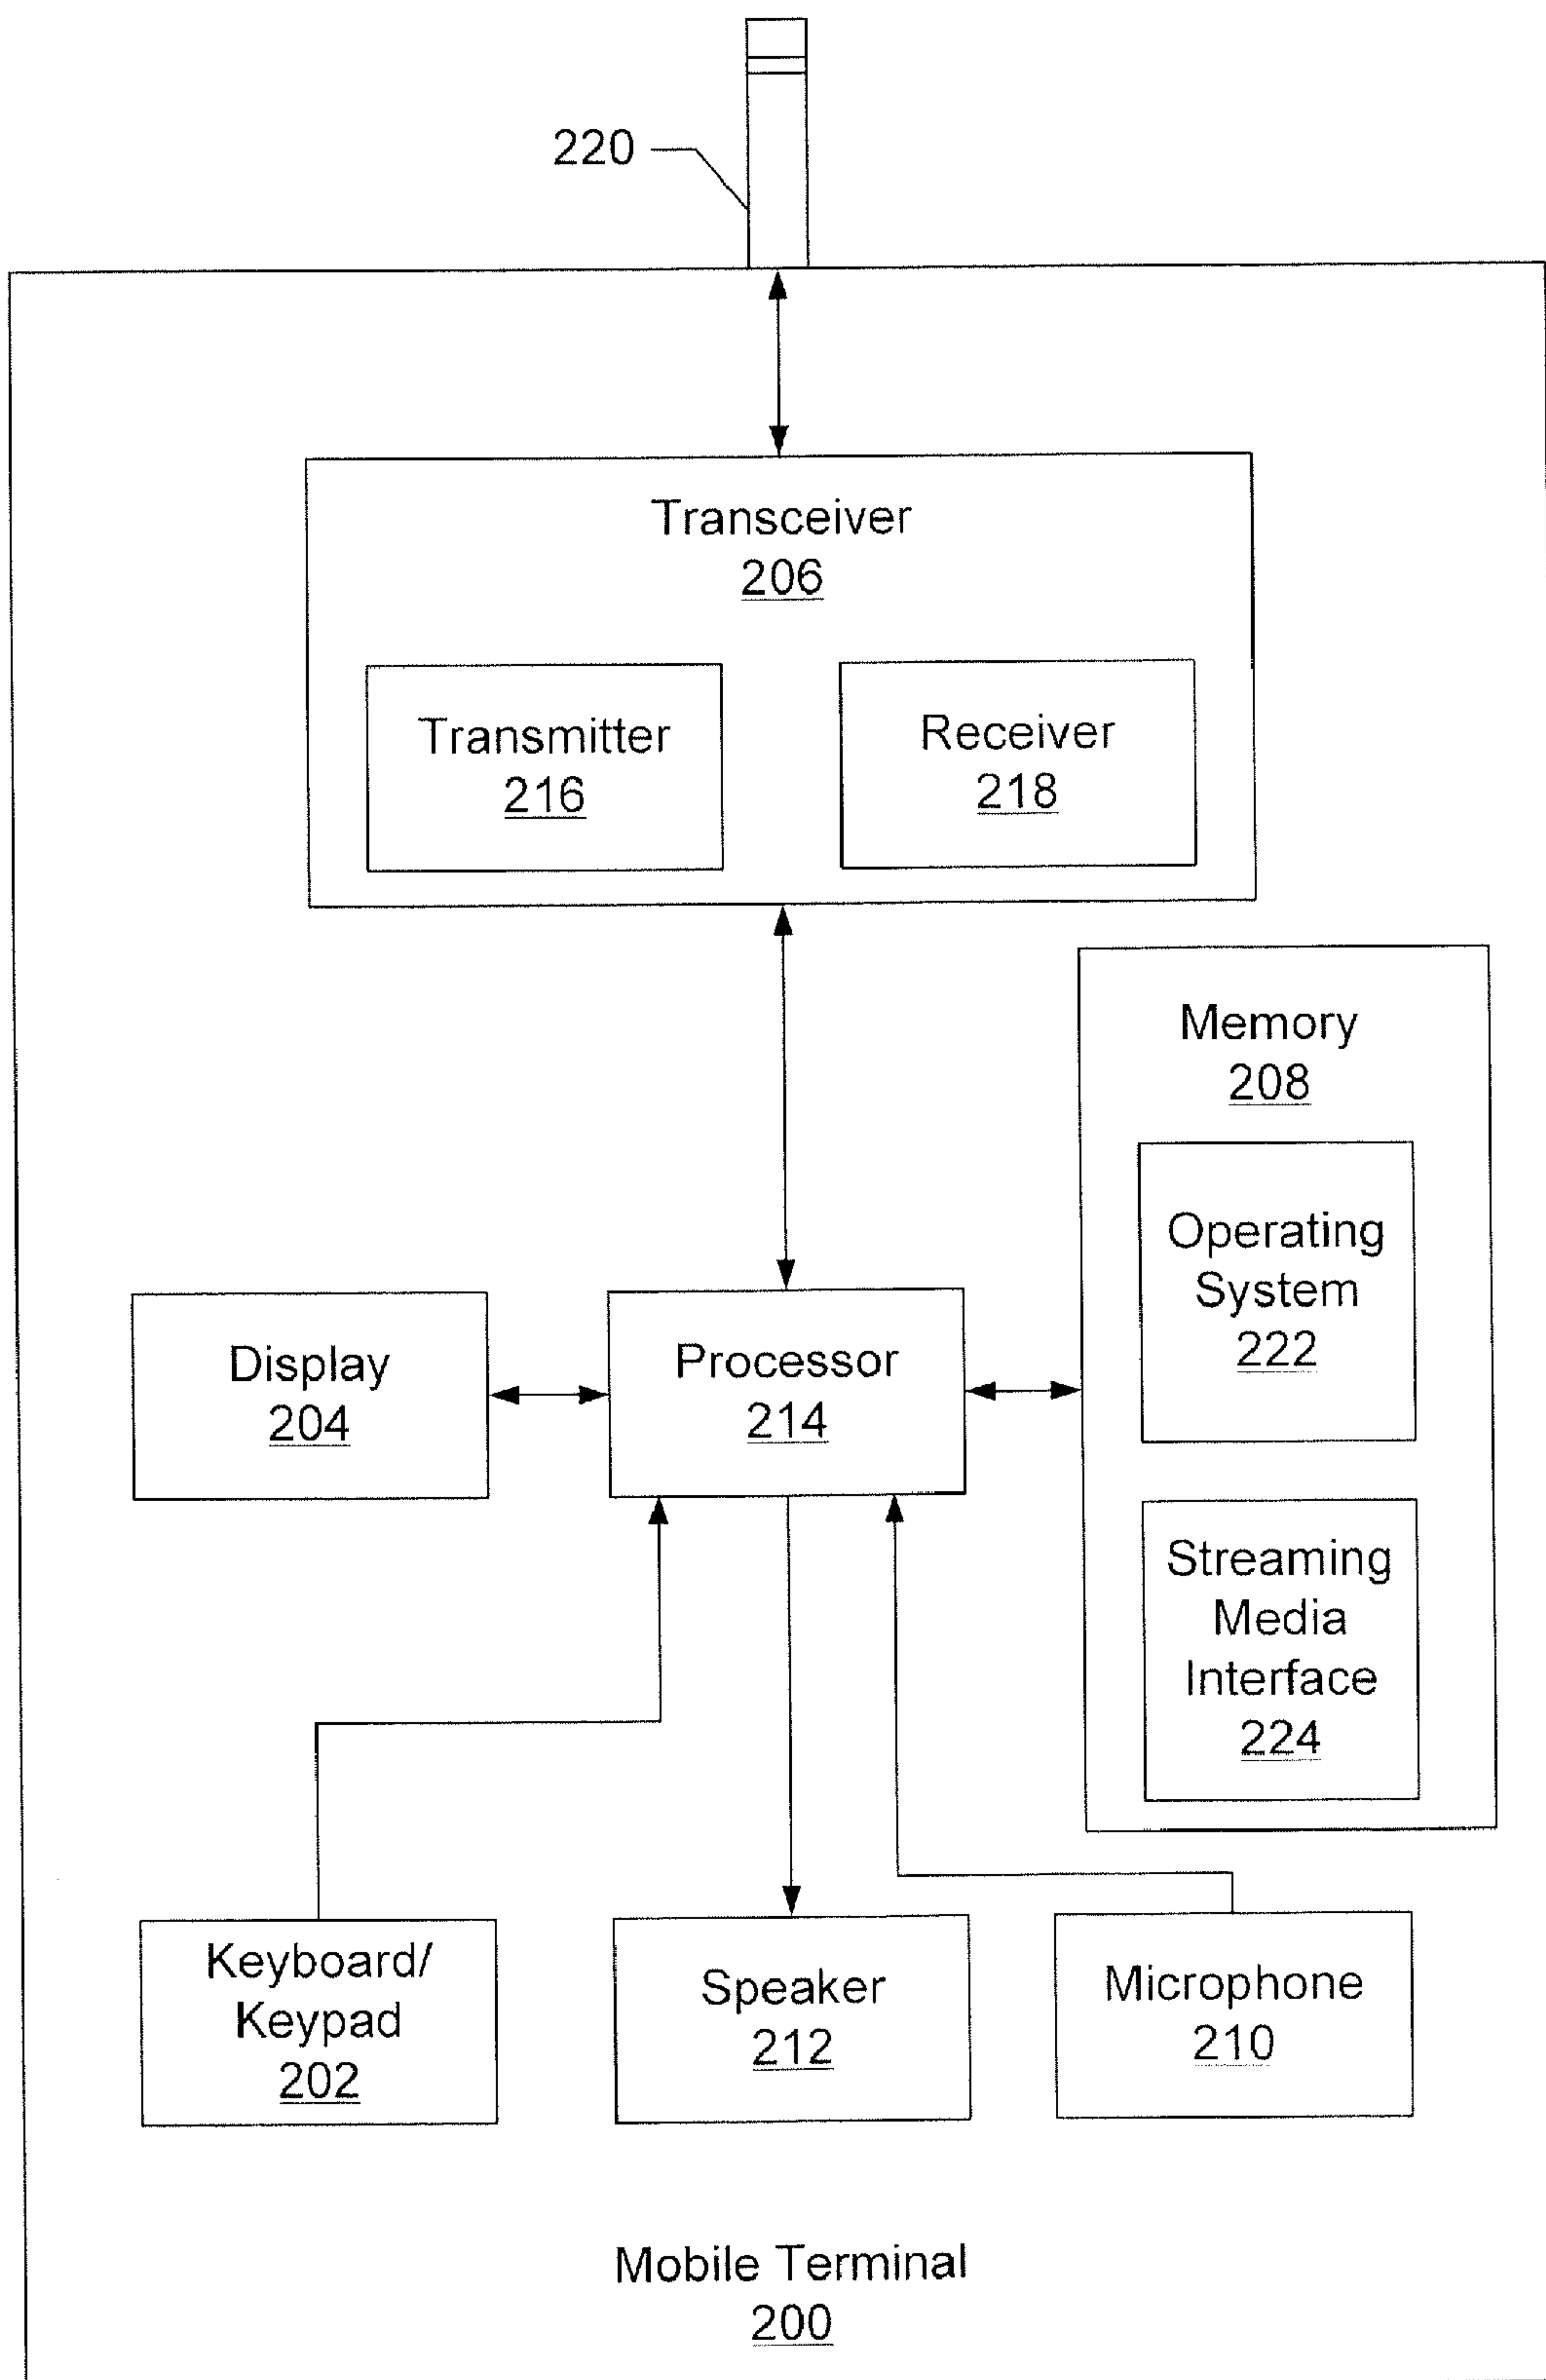 220
Transceiver
206
Transmitter
216
Receiver
218
Memory
208
Operating
System
222
Display
204
Processor
214
Streaming
Media
Interface
224
Keyboard/
Keypad
202
Speaker
212
Microphone
210
Mobile Terminal
200